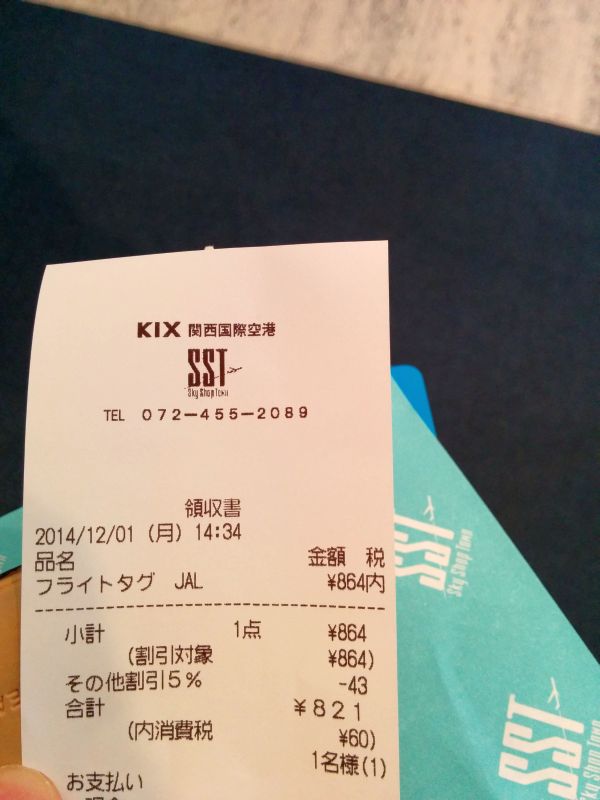 KIX 関西国際空港
SST
Sky Shop Town
TEL 072-455-2089
領収書
2014/12/01 (月) 14:34
品名 金額 税
フライトタグ JAL ¥864内
小計 1点 ¥864
(割引対象 ¥864)
その他割引5% -43
合計 ¥821
(内消費税 ¥60)
1名様(1)
お支払い
SST
Sky Shop Town
SST
Sky Shop Town